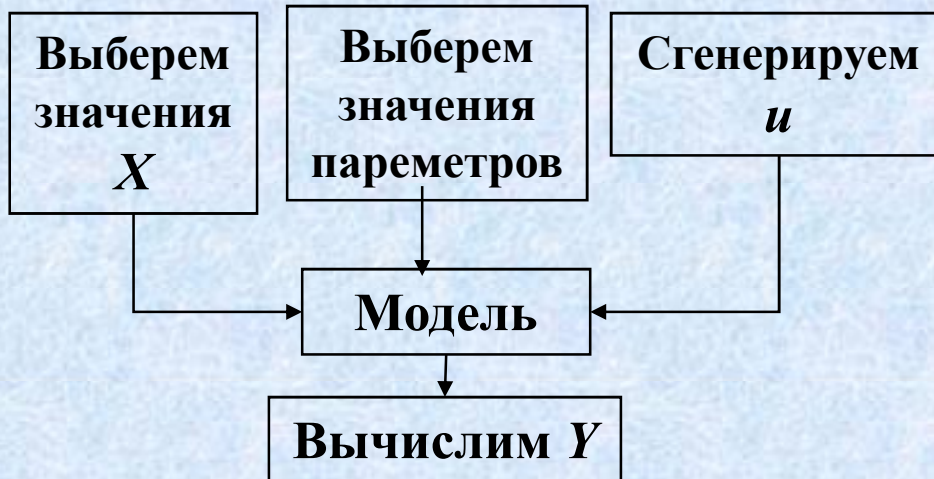 Выберем
значения
X
Выберем
значения
пареметров
Сгенерируем
u
Модель
Вычислим Y